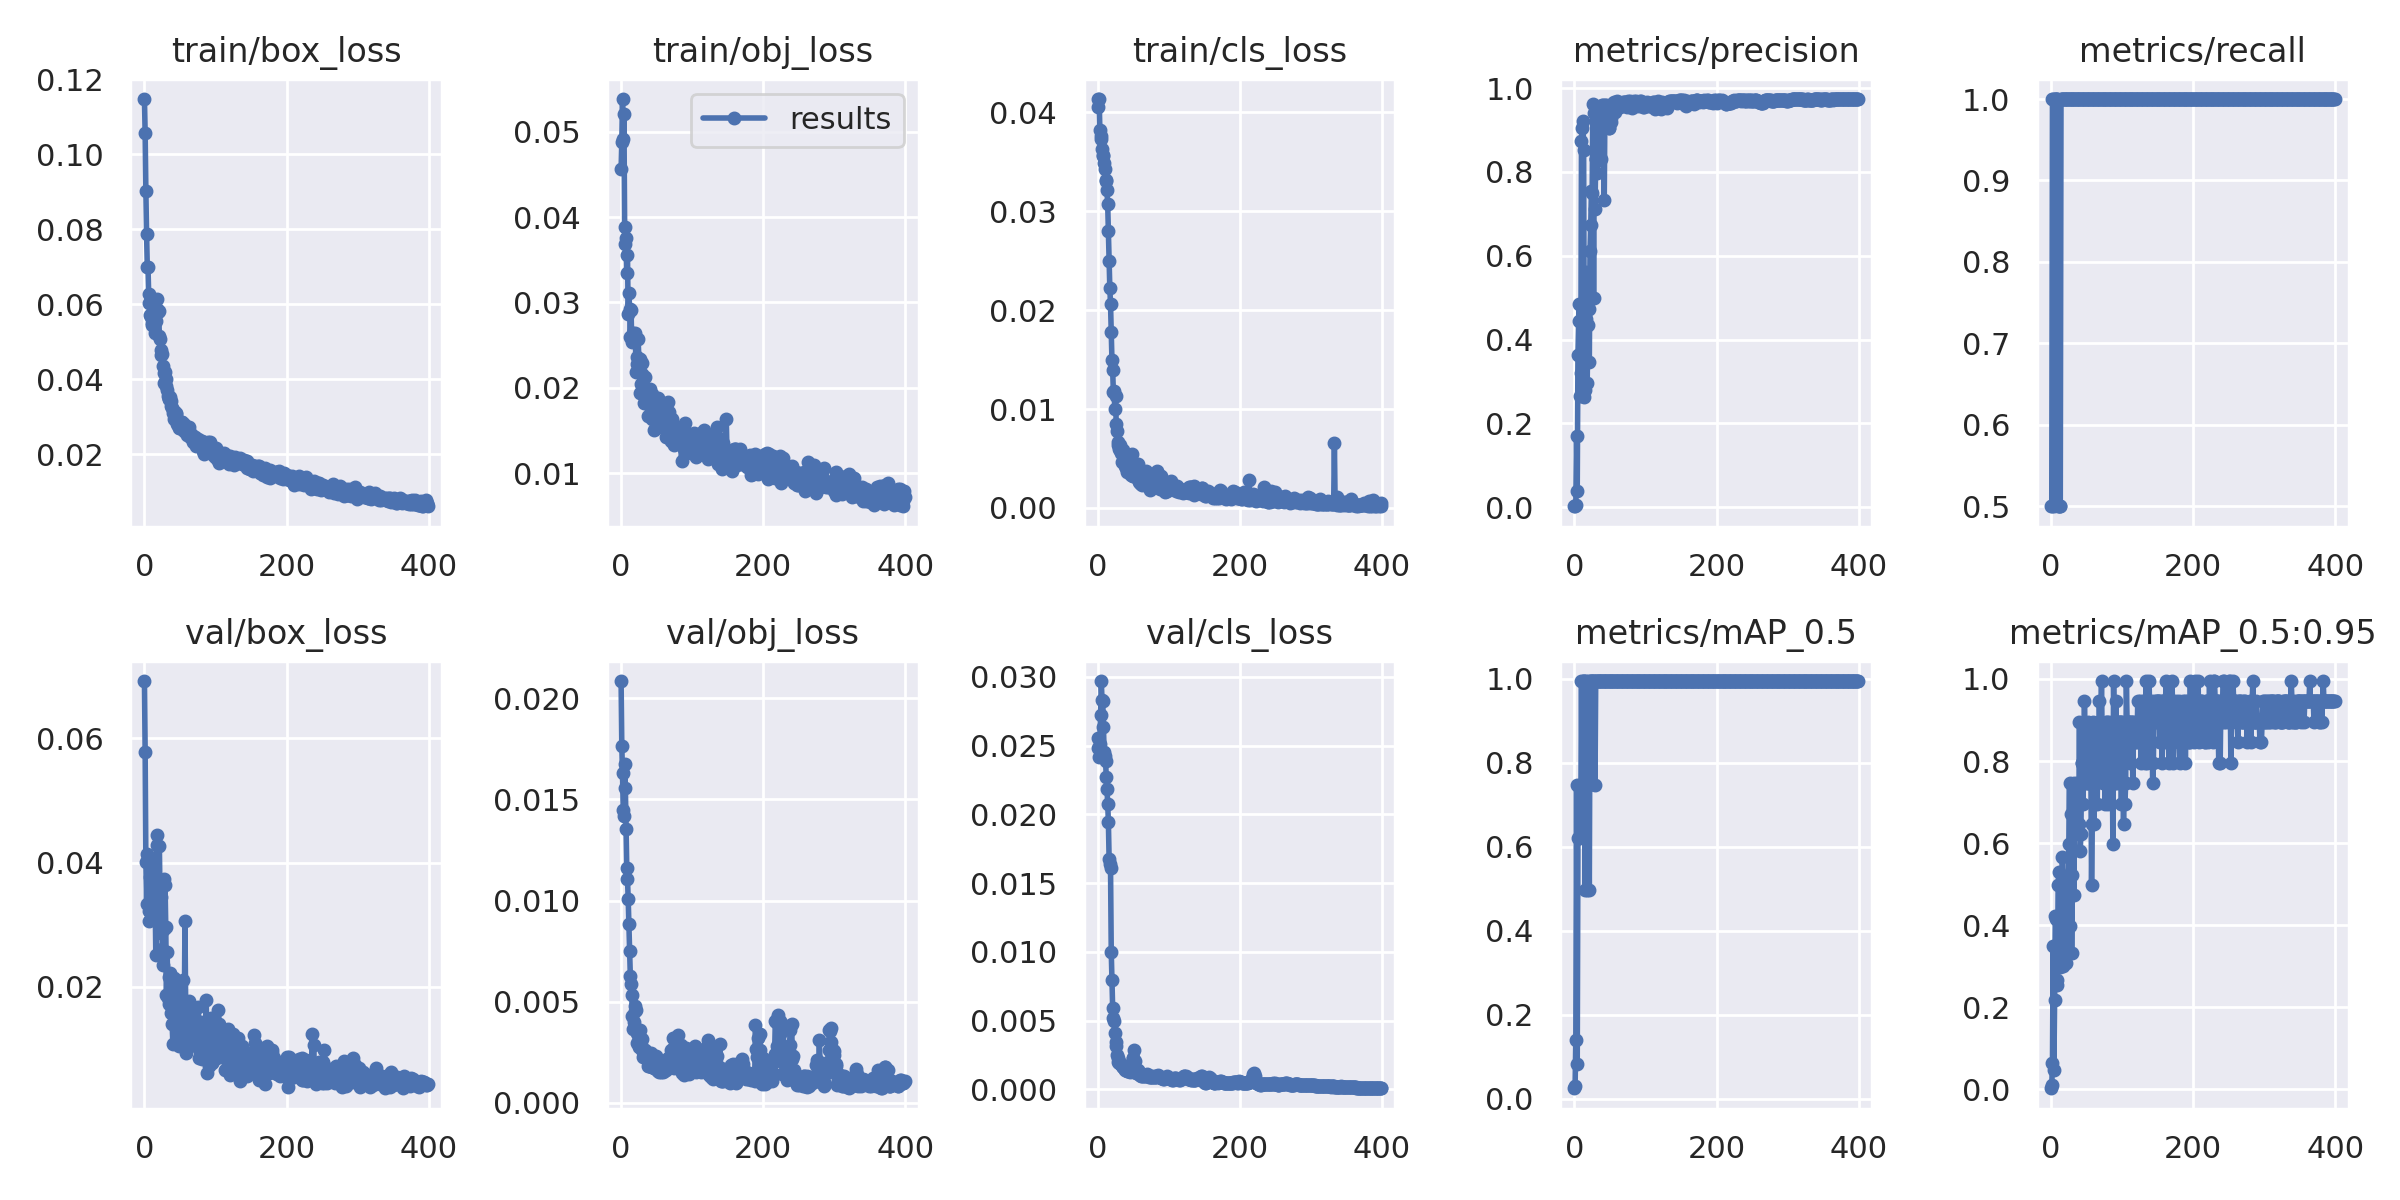 train/box_loss
0.12
0.10
0.08
0.06
0.04
0.02
0 200 400
train/obj_loss
results
0.05
0.04
0.03
0.02
0.01
0 200 400
train/cls_loss
0.04
0.03
0.02
0.01
0.00
0 200 400
metrics/precision
1.0
0.8
0.6
0.4
0.2
0.0
0 200 400
metrics/recall
1.0
0.9
0.8
0.7
0.6
0.5
0 200 400
val/box_loss
0.06
0.04
0.02
0 200 400
val/obj_loss
0.020
0.015
0.010
0.005
0.000
0 200 400
val/cls_loss
0.030
0.025
0.020
0.015
0.010
0.005
0.000
0 200 400
metrics/mAP_0.5
1.0
0.8
0.6
0.4
0.2
0.0
0 200 400
metrics/mAP_0.5:0.95
1.0
0.8
0.6
0.4
0.2
0.0
0 200 400